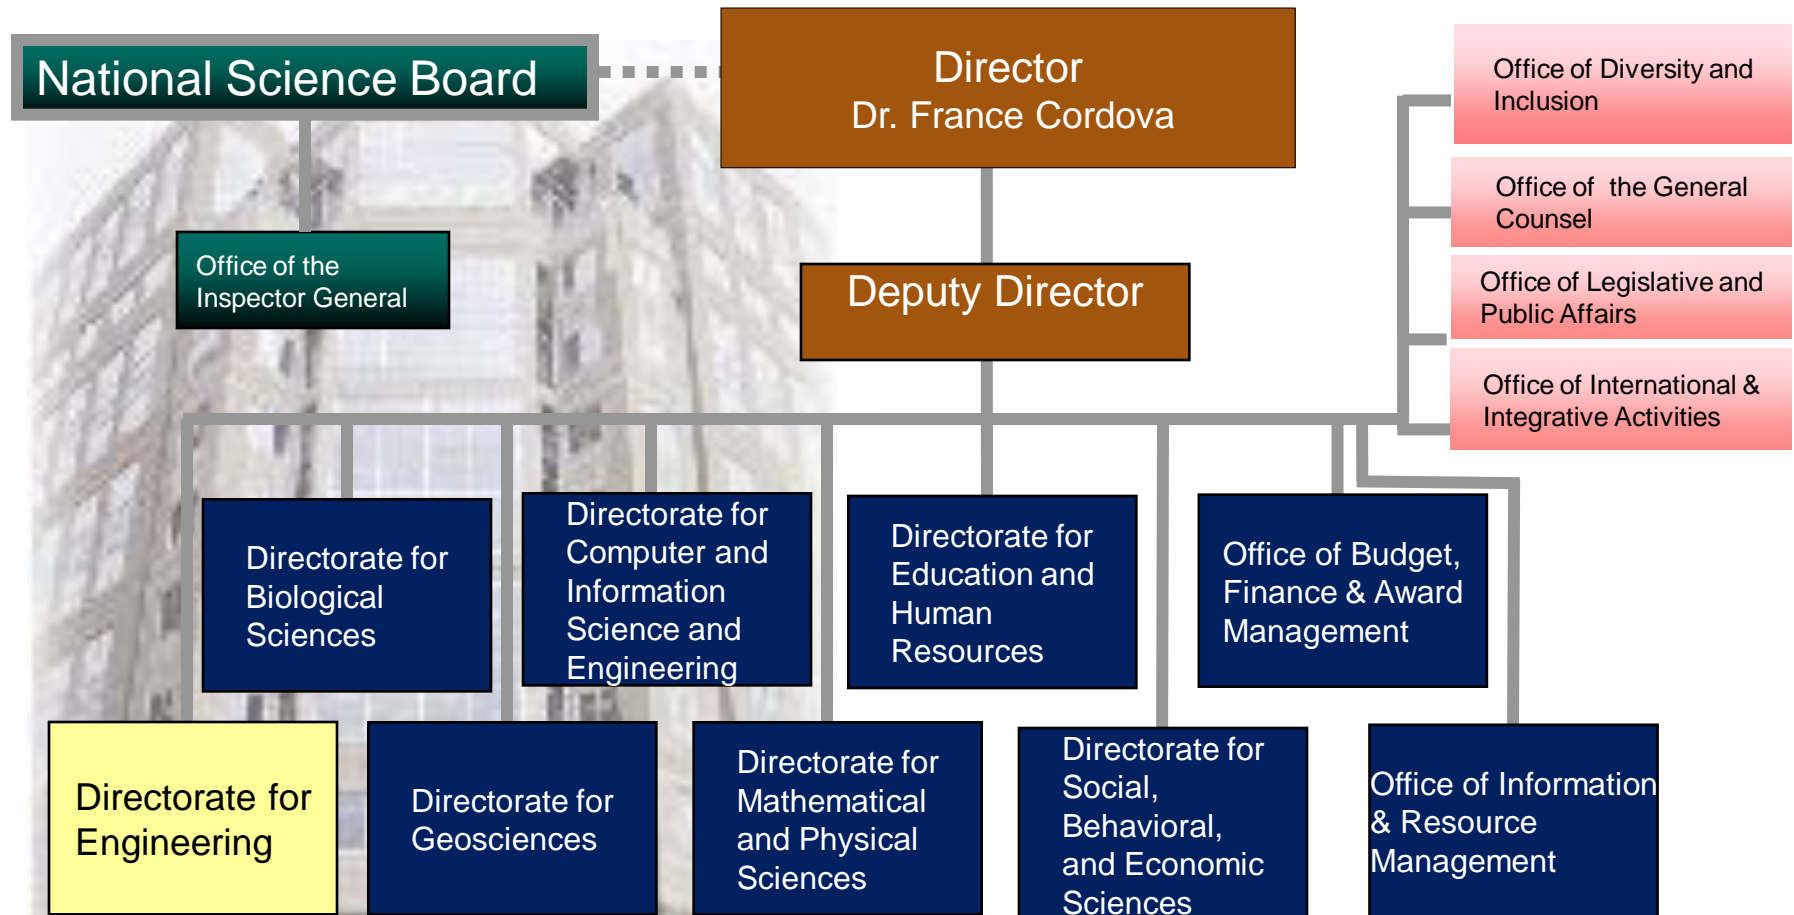 National Science Board
Director
Dr. France Cordova
Office of Diversity and
Inclusion
Office of the General
Counsel
Office of the
Inspector General
Deputy Director
Office of Legislative and
Public Affairs
Office of International &
Integrative Activities
Directorate for
Biological
Sciences
Directorate for
Computer and
Information
Science and
Engineering
Directorate for
Education and
Human
Resources
Office of Budget,
Finance & Award
Management
Directorate for
Engineering
Directorate for
Geosciences
Directorate for
Mathematical
and Physical
Sciences
Directorate for
Social,
Behavioral,
and Economic
Sciences
Office of Information
& Resource
Management